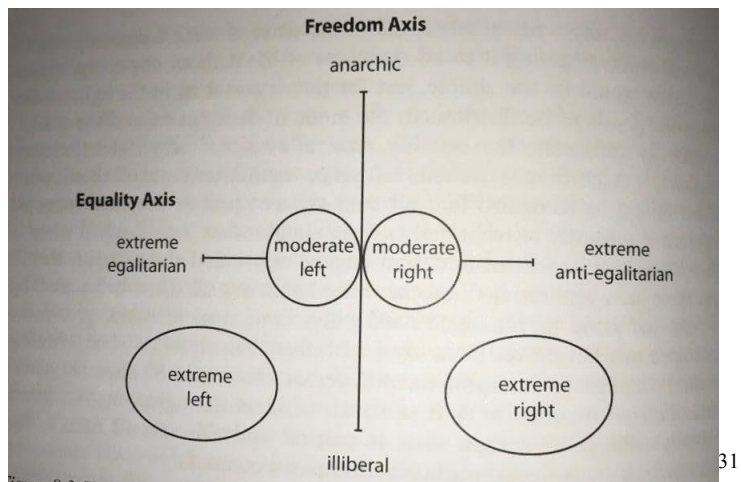 Freedom Axis
anarchic
Equality Axis
extreme
egalitarian
moderate
left
moderate
right
extreme
anti-egalitarian
extreme
left
extreme
right
illiberal
31